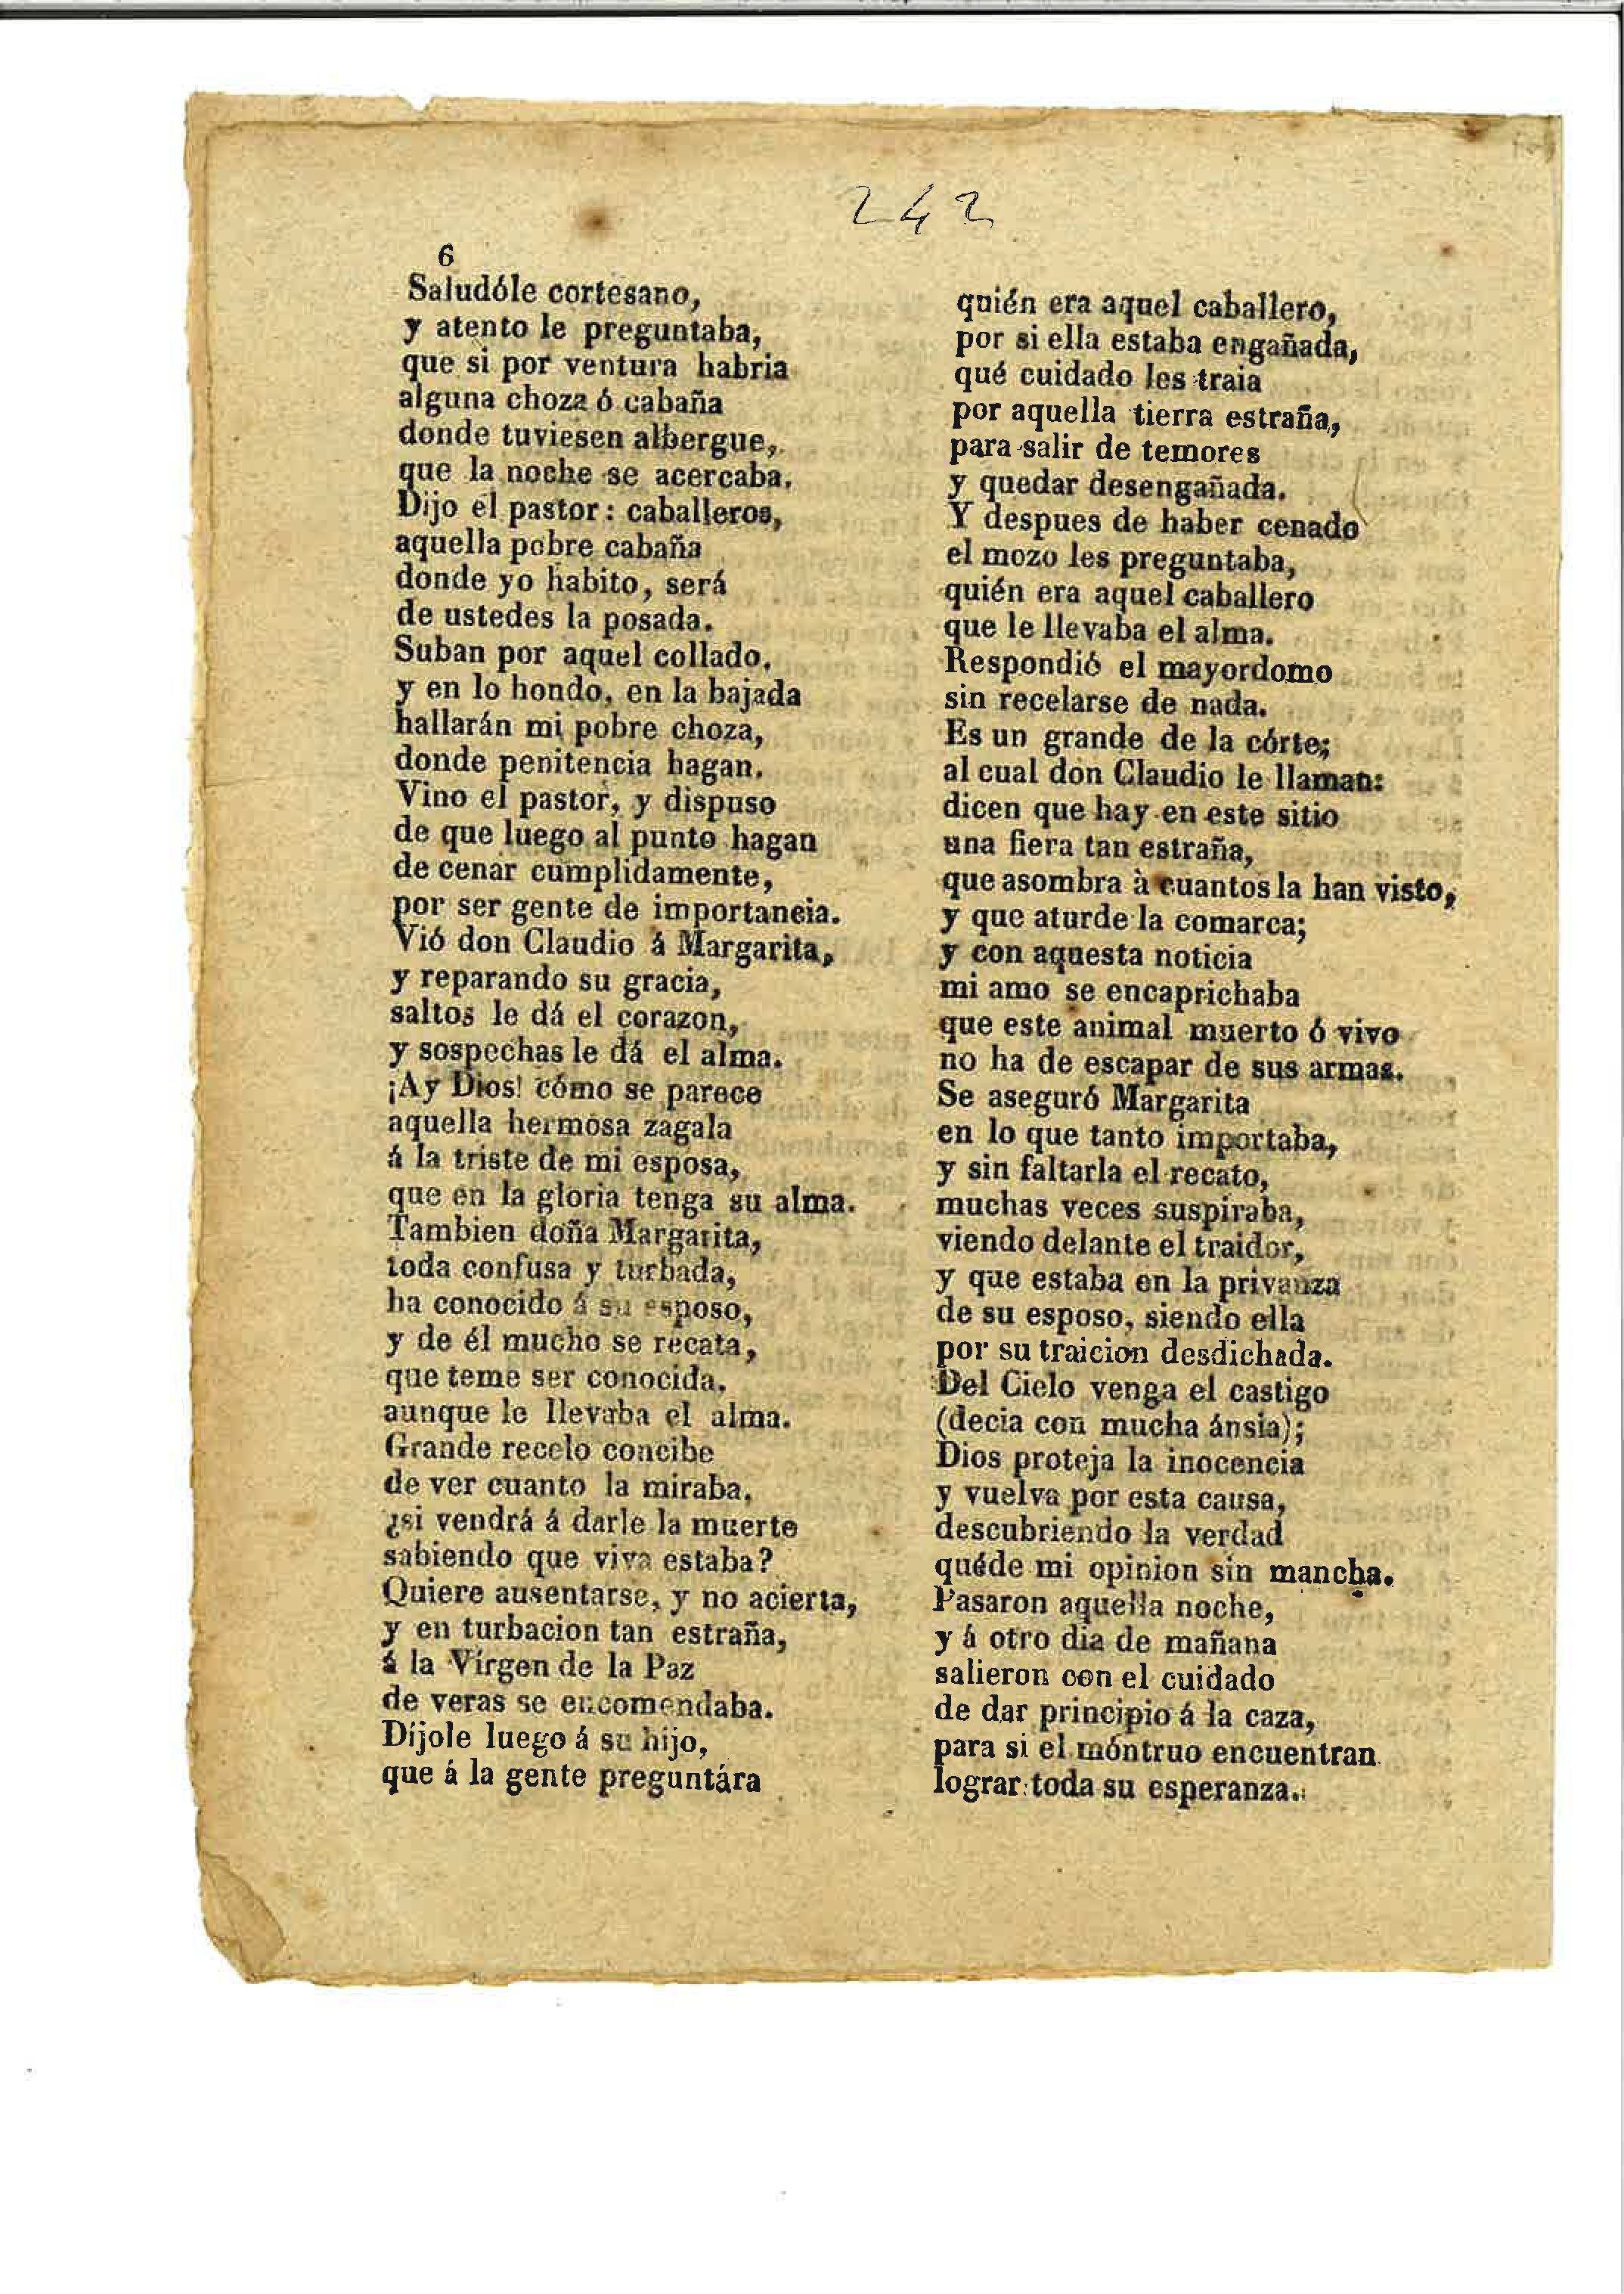 242
6
Saludóle cortesano,
y atento le preguntaba,
que si por ventura habria
alguna choza ó cabaña
donde tuviesen albergue,
que la noche se acercaba.
Dijo el pastor: caballeros,
aquella pobre cabaña
donde yo habito, será
de ustedes la posada.
Suban por aquel collado,
y en lo hondo, en la bajada
hallarán mi pobre choza,
donde penitencia hagan.
Vino el pastor, y dispuso
de que luego al punto hagan
de cenar cumplidamente,
por ser gente de importancia.
Vió don Claudio á Margarita,
y reparando su gracia,
saltos le dá el corazon,
y sospechas le dá el alma.
¡Ay Dios! cómo se parece
aquella hermosa zagala
á la triste de mi esposa,
que en la gloria tenga su alma.
Tambien doña Margarita,
toda confusa y turbada,
ha conocido á su esposo,
y de él mucho se recata,
que teme ser conocida,
aunque le llevaba el alma.
Grande recelo concibe
de ver cuanto la miraba,
¿si vendrá á darle la muerte
sabiendo que viva estaba?
Quiere ausentarse, y no acierta,
y en turbacion tan estraña,
á la Vírgen de la Paz
de veras se encomendaba.
Díjole luego á su hijo,
que á la gente preguntára
quién era aquel caballero,
por si ella estaba engañada,
qué cuidado les traia
por aquella tierra estraña,
para salir de temores
y quedar desengañada.
Y despues de haber cenado
el mozo les preguntaba,
quién era aquel caballero
que le llevaba el alma.
Respondió el mayordomo
sin recelarse de nada.
Es un grande de la córte;
al cual don Claudio le llaman:
dicen que hay en este sitio
una fiera tan estraña,
que asombra à cuantos la han visto,
y que aturde la comarca;
y con aquesta noticia
mi amo se encaprichaba
que este animal muerto ó vivo
no ha de escapar de sus armas.
Se aseguró Margarita
en lo que tanto importaba,
y sin faltarla el recato,
muchas veces suspiraba,
viendo delante el traidor,
y que estaba en la privanza
de su esposo, siendo ella
por su traicion desdichada.
Del Cielo venga el castigo
(decia con mucha ánsia);
Dios proteja la inocencia
y vuelva por esta causa,
descubriendo la verdad
quéde mi opinion sin mancha.
Pasaron aquella noche,
y á otro dia de mañana
salieron con el cuidado
de dar principio á la caza,
para si el móntruo encuentran
lograr toda su esperanza.